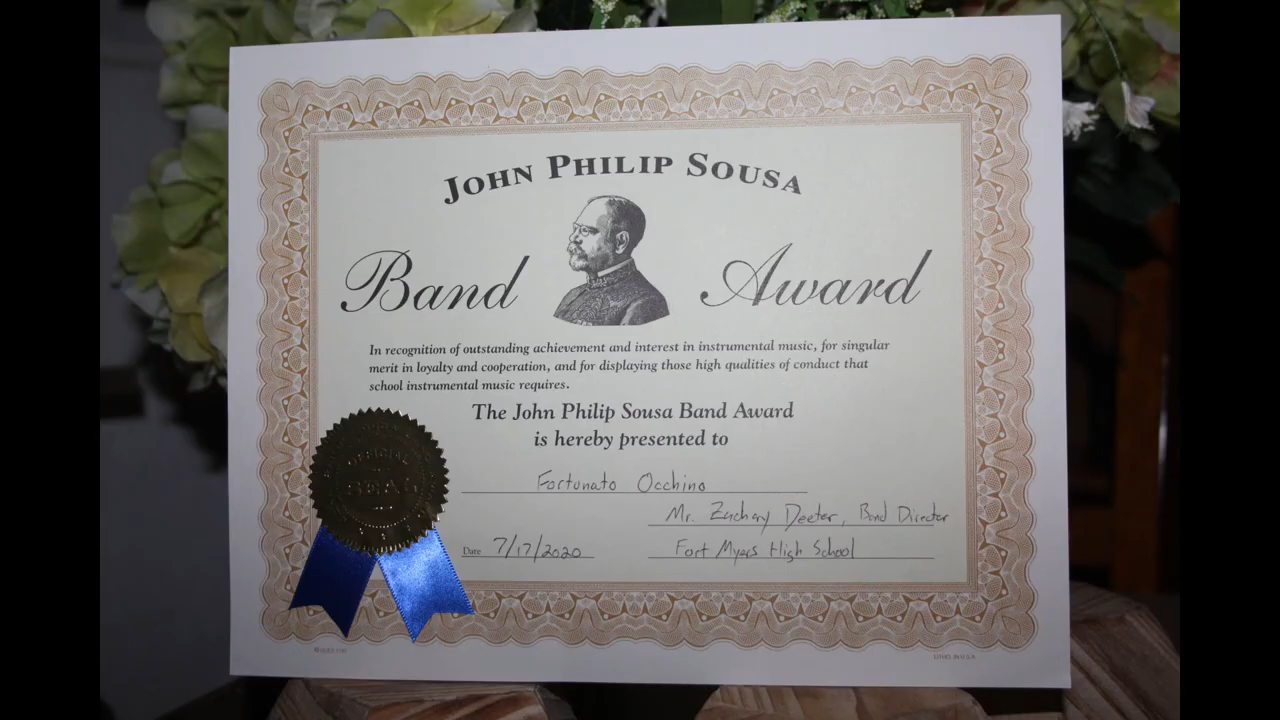 JOHN PHILIP SOUSA
Band Award
In recognition of outstanding achievement and interest in instrumental music, for singular
merit in loyalty and cooperation, and for displaying those high qualities of conduct that
school instrumental music requires.
The John Philip Sousa Band Award
is hereby presented to
Fortunato Occhino
Mr. Zachary Deeter, Band Director
Date 7/17/2020
Fort Myers High School
OFFICIAL
SEAL